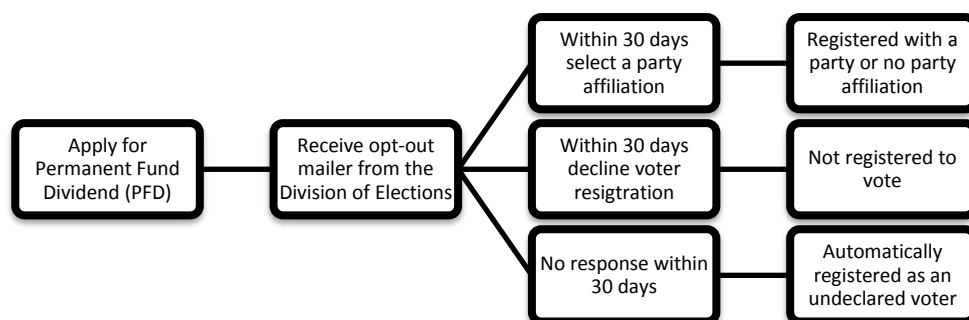 Apply for
Permanent Fund
Dividend (PFD)
Receive opt-out
mailer from the
Division of Elections
Within 30 days
select a party
affiliation
Registered with a
party or no party
affiliation
Within 30 days
decline voter
resigtration
Not registered to
vote
No response within
30 days
Automatically
registered as an
undeclared voter